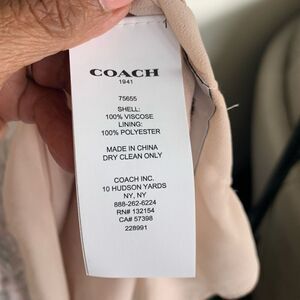 COACH
1941
75655
SHELL:
100% VISCOSE
LINING:
100% POLYESTER
MADE IN CHINA
DRY CLEAN ONLY
COACH INC.
10 HUDSON YARDS
NY, NY
888-262-6224
RN# 132154
CA# 57398
228991